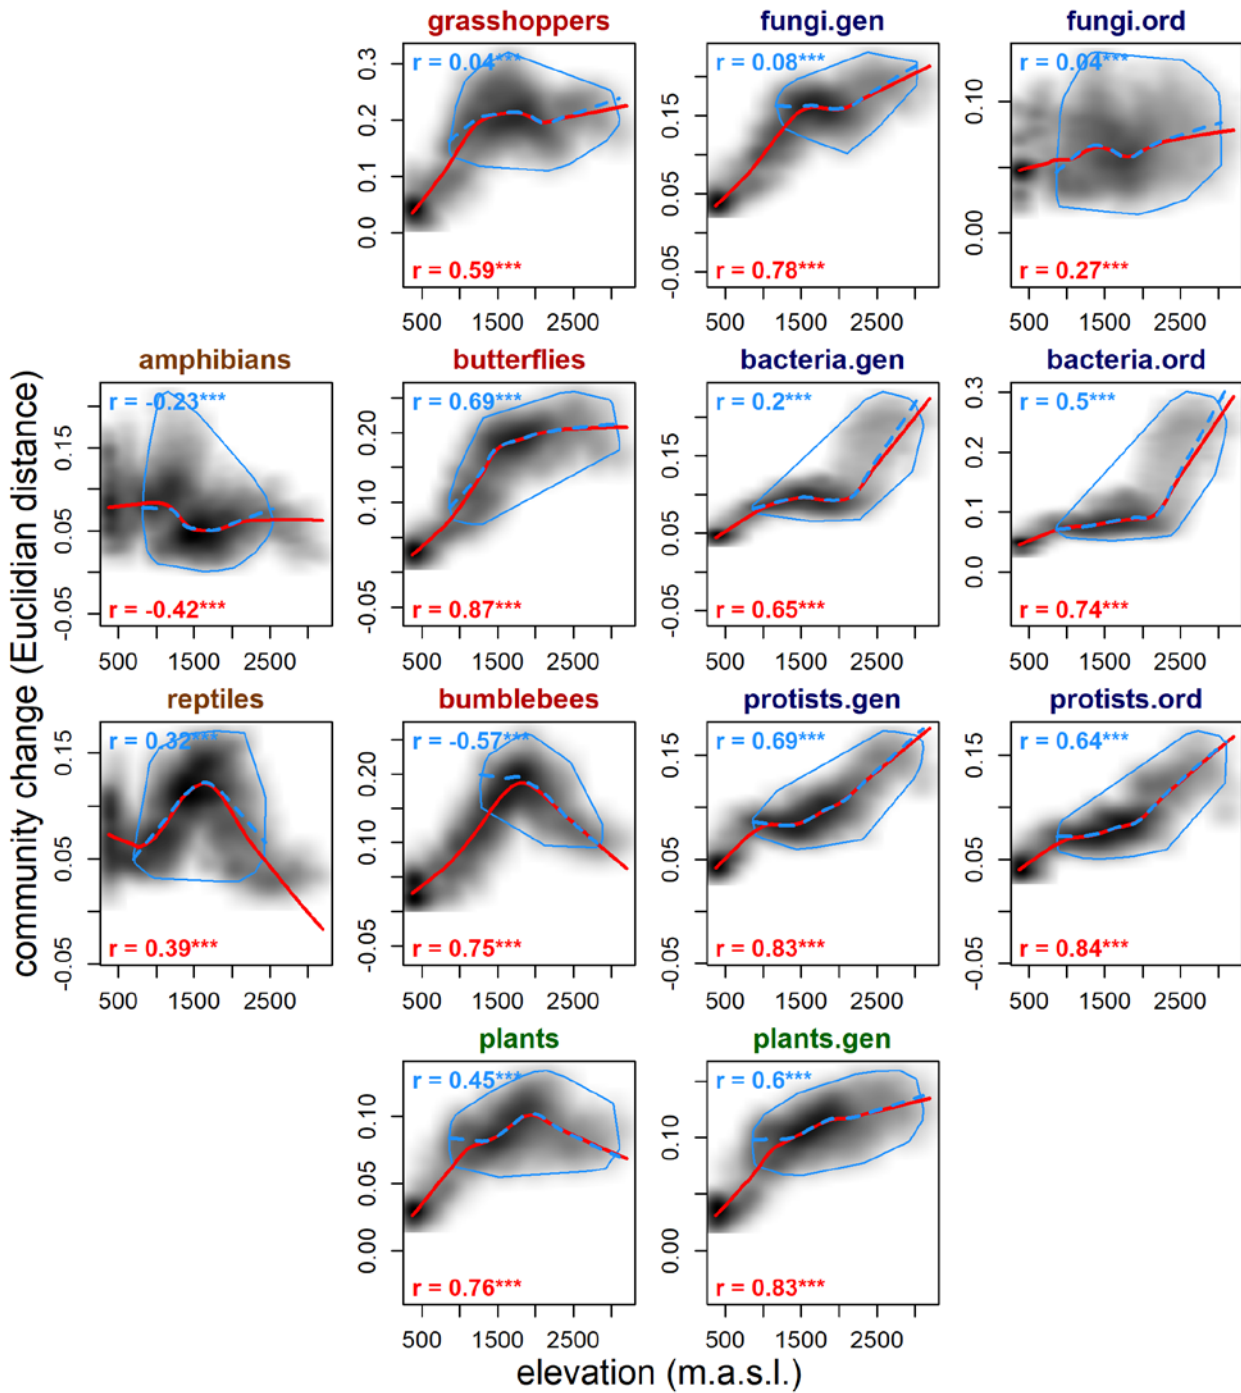 grasshoppers
r = 0.04***
r = 0.59***
0.0 0.1 0.2 0.3
500 1500 2500
fungi.gen
r = 0.08***
r = 0.78***
-0.05 0.05 0.15
500 1500 2500
fungi.ord
r = 0.04***
r = 0.27***
0.00 0.10
500 1500 2500
amphibians
r = -0.23***
r = -0.42***
-0.05 0.05 0.15
500 1500 2500
butterflies
r = 0.69***
r = 0.87***
-0.05 0.10 0.20
500 1500 2500
bacteria.gen
r = 0.2***
r = 0.65***
-0.05 0.05 0.15
500 1500 2500
bacteria.ord
r = 0.5***
r = 0.74***
0.0 0.1 0.2 0.3
500 1500 2500
reptiles
r = 0.32***
r = 0.39***
-0.05 0.05 0.15
500 1500 2500
bumblebees
r = -0.57***
r = 0.75***
-0.05 0.10 0.20
500 1500 2500
protists.gen
r = 0.69***
r = 0.83***
-0.05 0.05 0.15
500 1500 2500
protists.ord
r = 0.64***
r = 0.84***
-0.05 0.05 0.15
500 1500 2500
plants
r = 0.45***
r = 0.76***
0.00 0.05 0.10
500 1500 2500
plants.gen
r = 0.6***
r = 0.83***
0.00 0.10
500 1500 2500
community change (Euclidian distance)
elevation (m.a.s.l.)